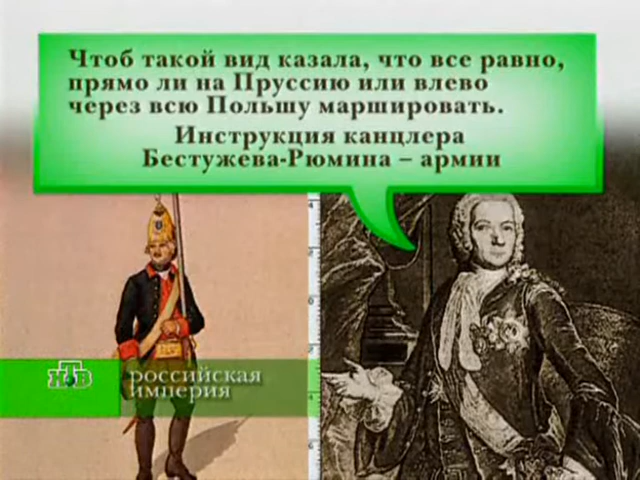 Чтоб такой вид казала, что все равно,
прямо ли на Пруссию или влево
через всю Польшу маршировать.
Инструкция канцлера
Бестужева-Рюмина – армии
НТВ
российская
империя